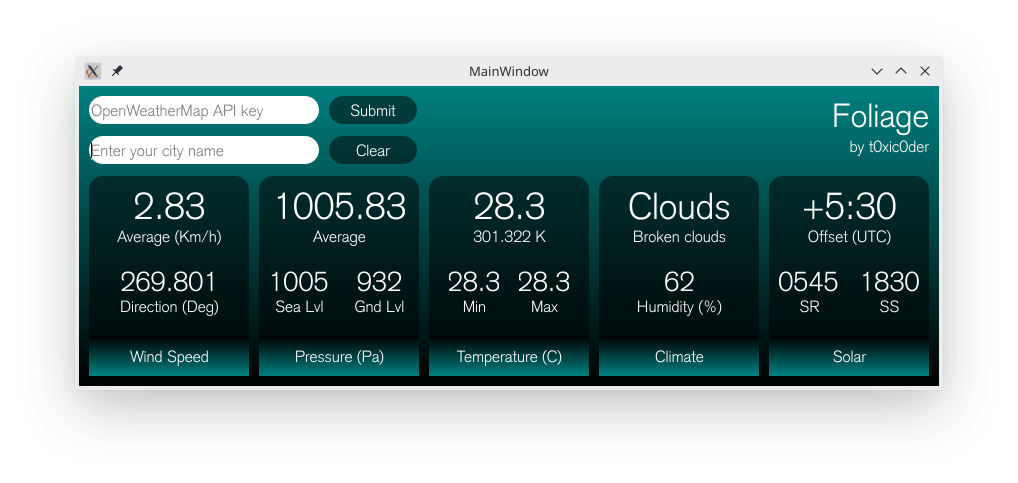 MainWindow
OpenWeatherMap API key
Submit
Enter your city name
Clear
Foliage
by t0xic0der
2.83
Average (Km/h)
269.801
Direction (Deg)
Wind Speed
1005.83
Average
1005 932
Sea Lvl Gnd Lvl
Pressure (Pa)
28.3
301.322 K
28.3 28.3
Min Max
Temperature (C)
Clouds
Broken clouds
62
Humidity (%)
Climate
+5:30
Offset (UTC)
0545 1830
SR SS
Solar